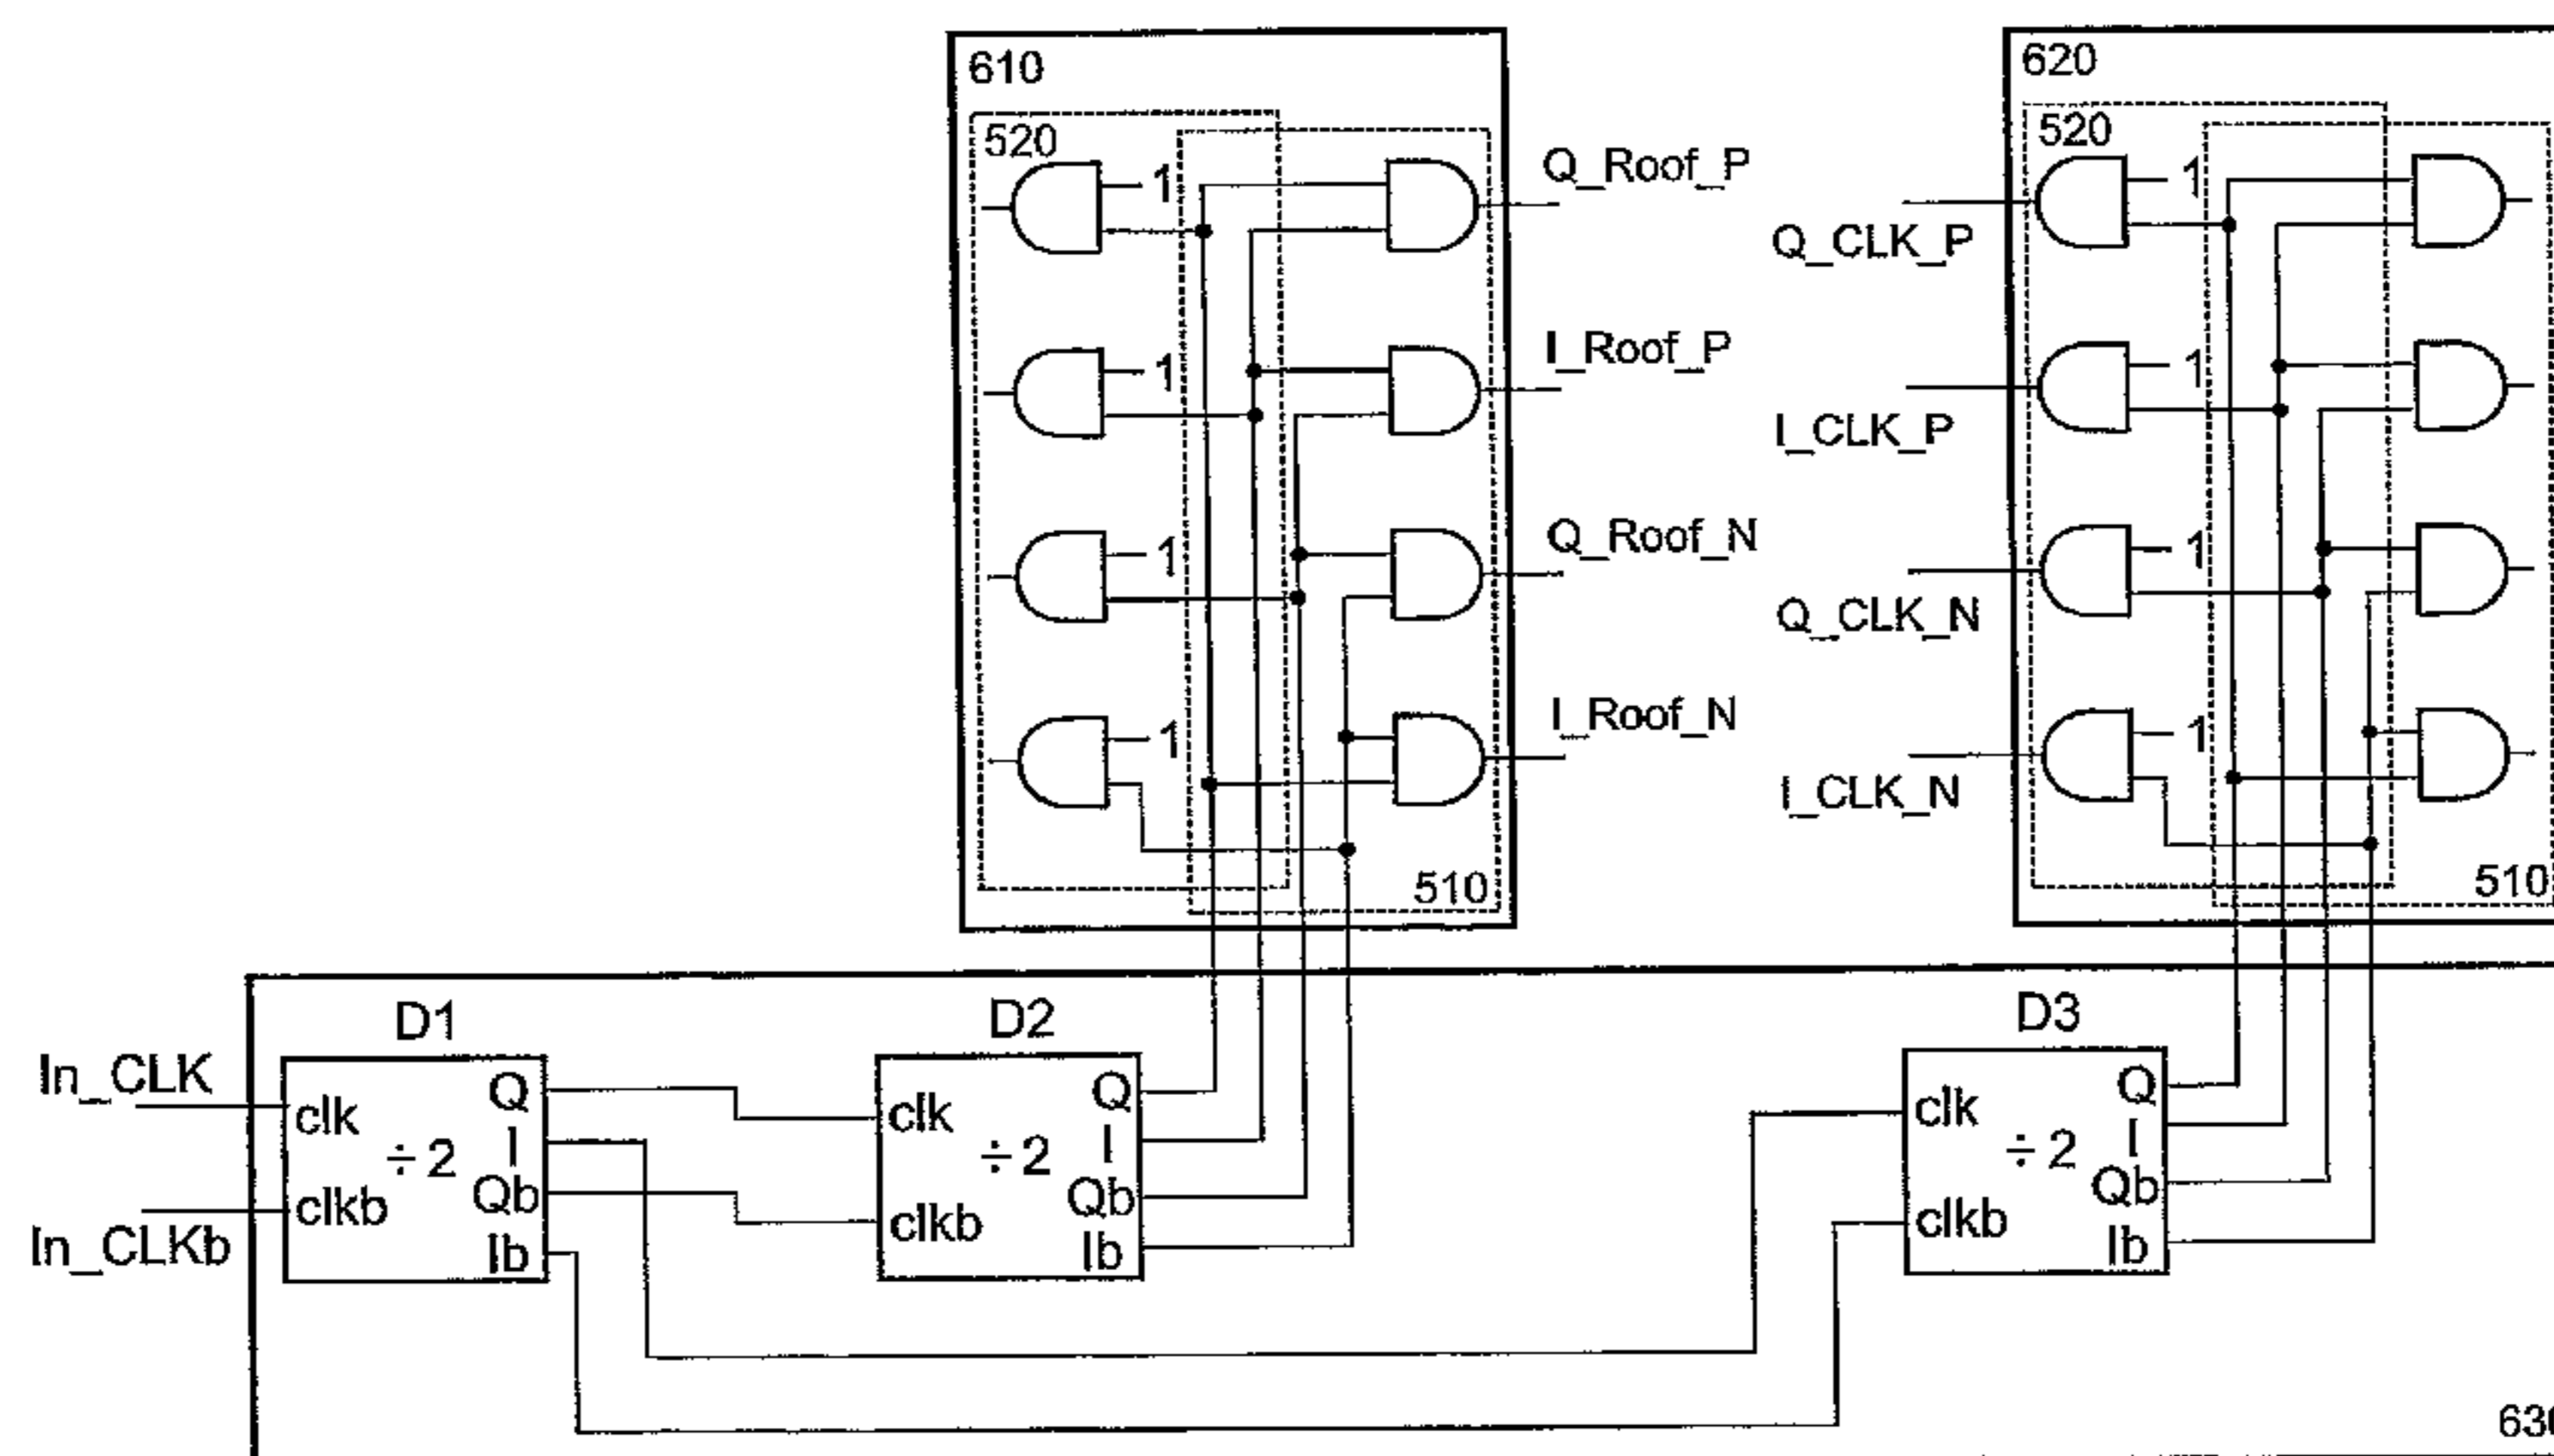 610
520
1
1
1
1
510
Q_Roof_P
I_Roof_P
Q_Roof_N
I_Roof_N
620
520
1
1
1
1
510
Q_CLK_P
I_CLK_P
Q_CLK_N
I_CLK_N
D1
In_CLK
In_CLKb
clk
clkb
÷2
Q
I
Qb
Ib
D2
clk
clkb
÷2
Q
I
Qb
Ib
D3
clk
clkb
÷2
Q
I
Qb
Ib